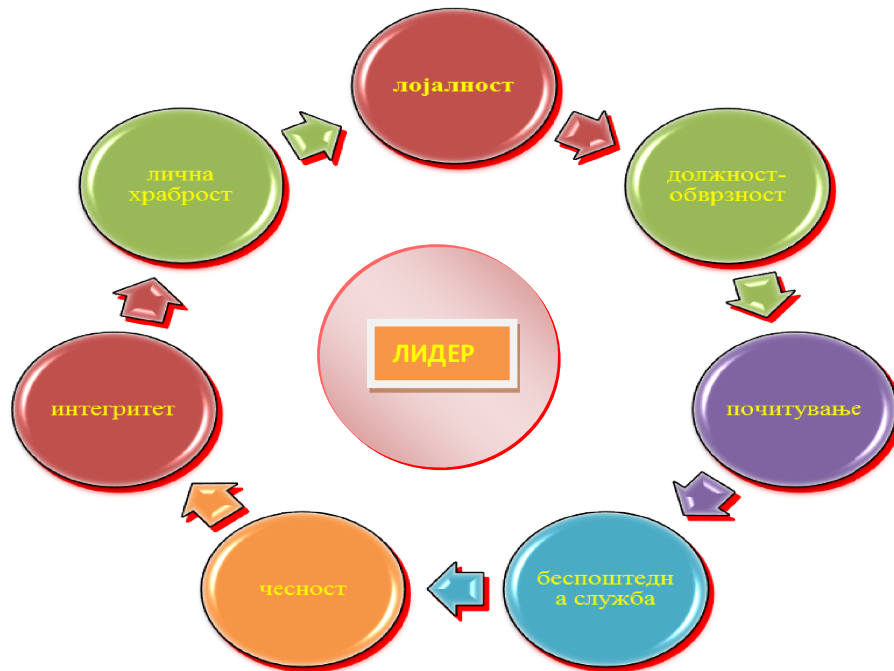 лојалност
должност-
обврзност
почитување
беспоштедн
а служба
чесност
интегритет
лична
храброст
ЛИДЕР